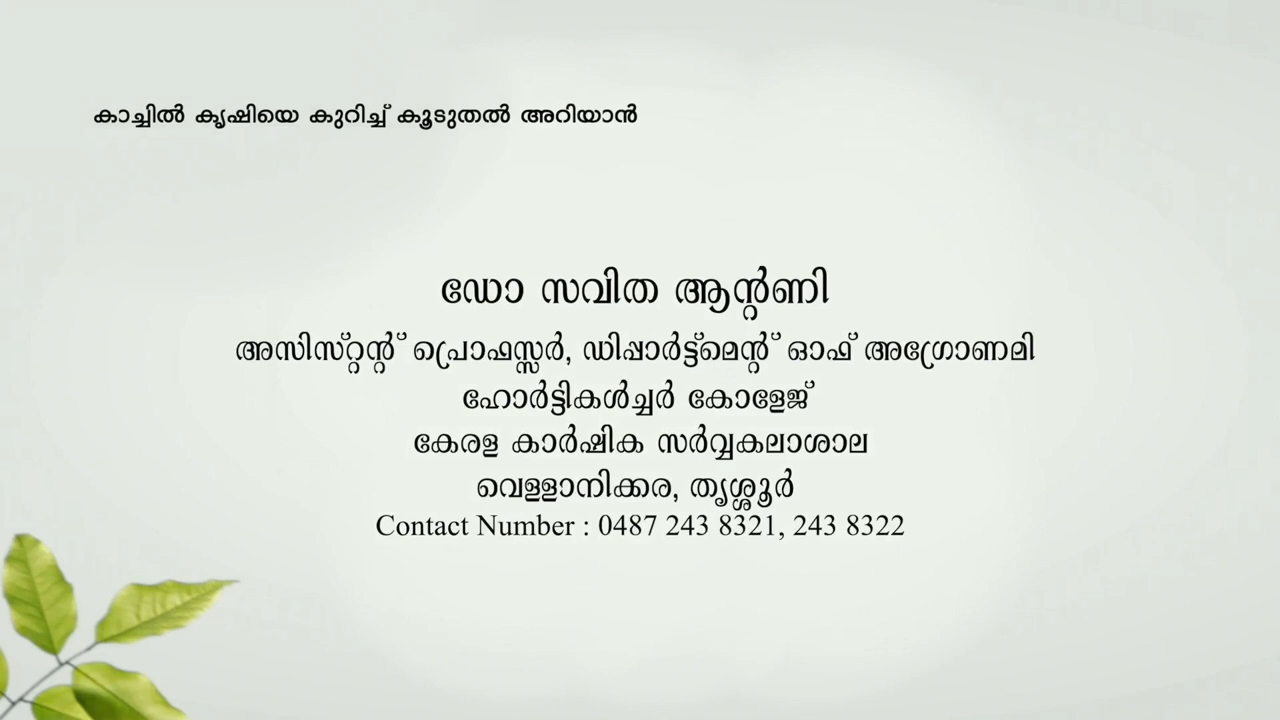 കാച്ചിൽ കൃഷിയെ കുറിച്ച് കൂടുതൽ അറിയാൻ
ഡോ സവിത ആന്റണി
അസിസ്റ്റന്റ് പ്രൊഫസ്സർ, ഡിപ്പാർട്ട്മെന്റ് ഓഫ് അഗ്രോണമി
ഹോർട്ടികൾച്ചർ കോളേജ്
കേരള കാർഷിക സർവ്വകലാശാല
വെള്ളാനിക്കര, തൃശ്ശൂർ
Contact Number : 0487 243 8321, 243 8322